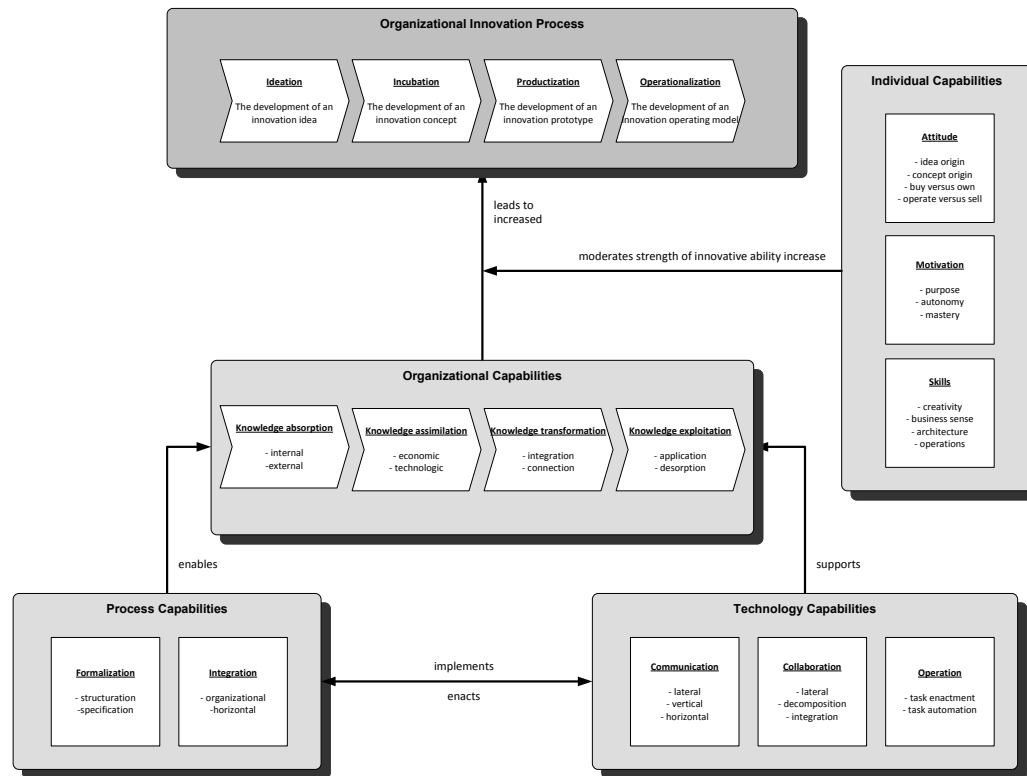 Organizational Innovation Process
Ideation
The development of an
innovation idea
Incubation
The development of an
innovation concept
Productization
The development of an
innovation prototype
Operationalization
The development of an
innovation operating model
Individual Capabilities
Attitude
- idea origin
- concept origin
- buy versus own
- operate versus sell
Motivation
- purpose
- autonomy
- mastery
Skills
- creativity
- business sense
- architecture
- operations
leads to
increased
moderates strength of innovative ability increase
Organizational Capabilities
Knowledge absorption
- internal
-external
Knowledge assimilation
- economic
- technologic
Knowledge transformation
- integration
- connection
Knowledge exploitation
- application
- desorption
enables
supports
Process Capabilities
Formalization
- structuration
-specification
Integration
- organizational
-horizontal
implements
enacts
Technology Capabilities
Communication
- lateral
- vertical
- horizontal
Collaboration
- lateral
- decomposition
- integration
Operation
- task enactment
- task automation